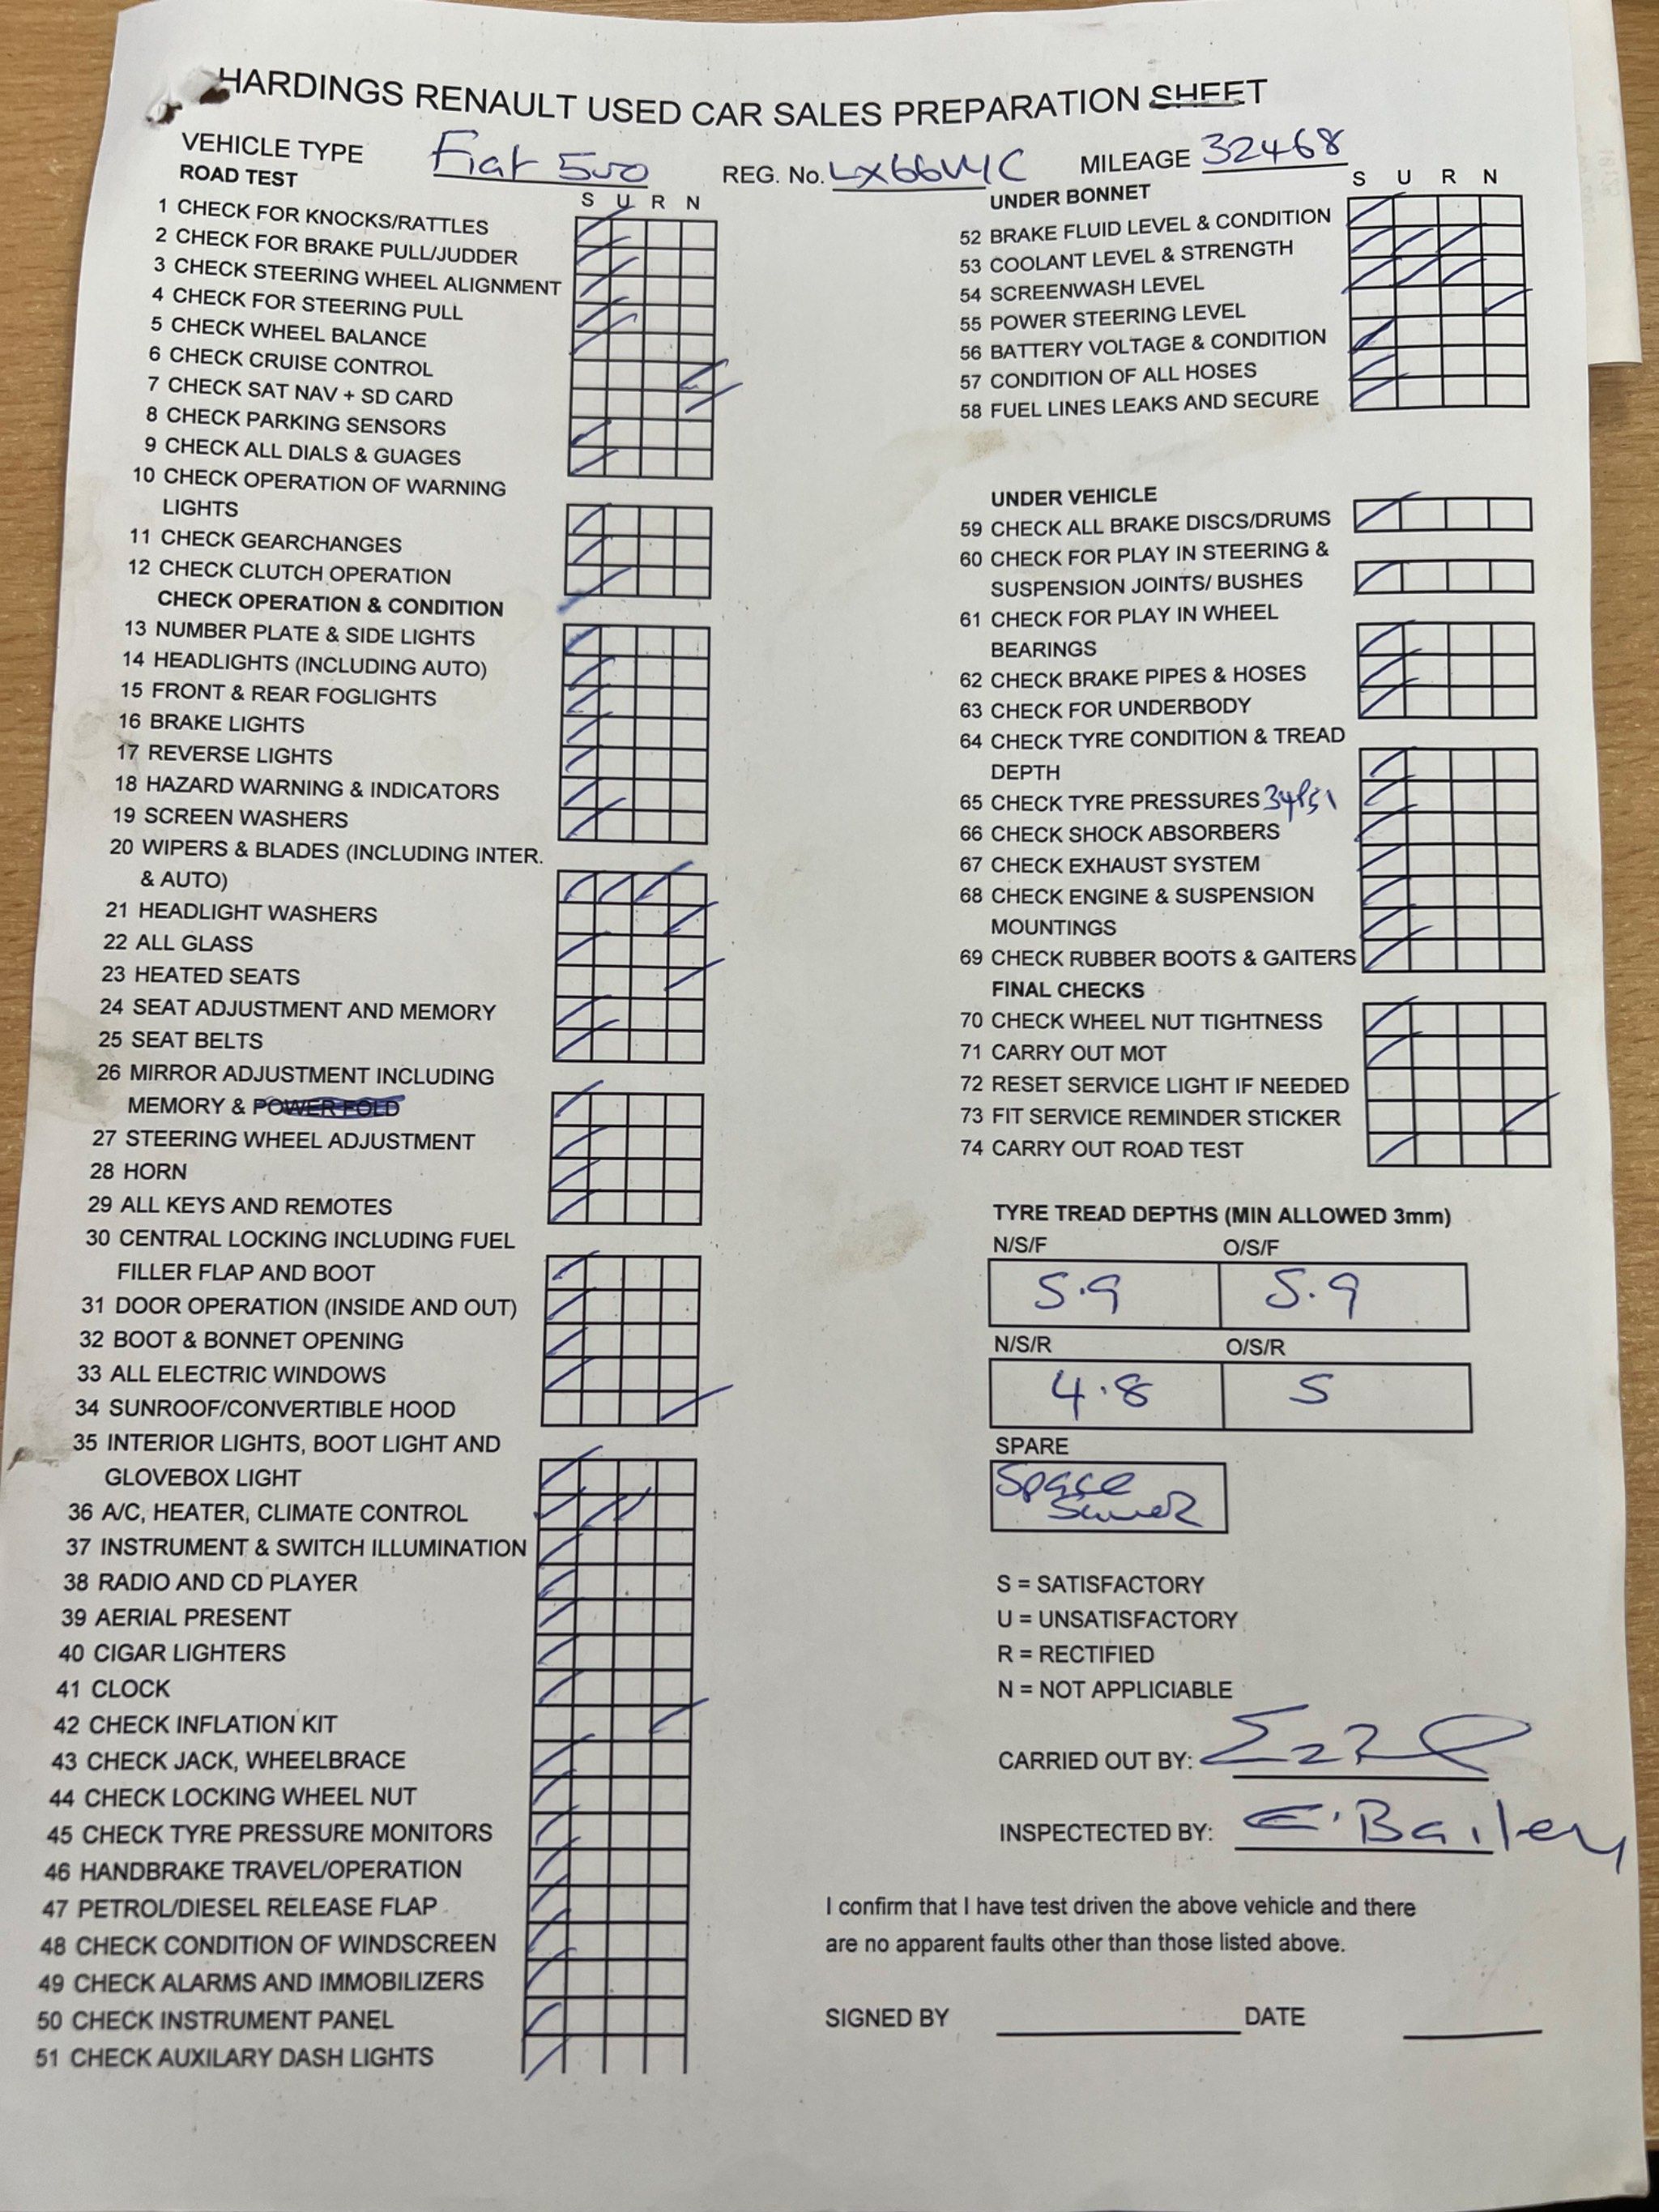 HARDINGS RENAULT USED CAR SALES PREPARATION SHEET
VEHICLE TYPE Fiat 500 REG. No. LX66 MILEAGE 32468
ROAD TEST
S U R N
1 CHECK FOR KNOCKS/RATTLES
2 CHECK FOR BRAKE PULL/JUDDER
3 CHECK STEERING WHEEL ALIGNMENT
4 CHECK FOR STEERING PULL
5 CHECK WHEEL BALANCE
6 CHECK CRUISE CONTROL
7 CHECK SAT NAV + SD CARD
8 CHECK PARKING SENSORS
9 CHECK ALL DIALS & GUAGES
10 CHECK OPERATION OF WARNING
LIGHTS
11 CHECK GEARCHANGES
12 CHECK CLUTCH OPERATION
CHECK OPERATION & CONDITION
13 NUMBER PLATE & SIDE LIGHTS
14 HEADLIGHTS (INCLUDING AUTO)
15 FRONT & REAR FOGLIGHTS
16 BRAKE LIGHTS
17 REVERSE LIGHTS
18 HAZARD WARNING & INDICATORS
19 SCREEN WASHERS
20 WIPERS & BLADES (INCLUDING INTER.
& AUTO)
21 HEADLIGHT WASHERS
22 ALL GLASS
23 HEATED SEATS
24 SEAT ADJUSTMENT AND MEMORY
25 SEAT BELTS
26 MIRROR ADJUSTMENT INCLUDING
MEMORY & POWER FOLD
27 STEERING WHEEL ADJUSTMENT
28 HORN
29 ALL KEYS AND REMOTES
30 CENTRAL LOCKING INCLUDING FUEL
FILLER FLAP AND BOOT
31 DOOR OPERATION (INSIDE AND OUT)
32 BOOT & BONNET OPENING
33 ALL ELECTRIC WINDOWS
34 SUNROOF/CONVERTIBLE HOOD
35 INTERIOR LIGHTS, BOOT LIGHT AND
GLOVEBOX LIGHT
36 A/C, HEATER, CLIMATE CONTROL
37 INSTRUMENT & SWITCH ILLUMINATION
38 RADIO AND CD PLAYER
39 AERIAL PRESENT
40 CIGAR LIGHTERS
41 CLOCK
42 CHECK INFLATION KIT
43 CHECK JACK, WHEELBRACE
44 CHECK LOCKING WHEEL NUT
45 CHECK TYRE PRESSURE MONITORS
46 HANDBRAKE TRAVEL/OPERATION
47 PETROL/DIESEL RELEASE FLAP
48 CHECK CONDITION OF WINDSCREEN
49 CHECK ALARMS AND IMMOBILIZERS
50 CHECK INSTRUMENT PANEL
51 CHECK AUXILARY DASH LIGHTS
UNDER BONNET
S U R N
52 BRAKE FLUID LEVEL & CONDITION
53 COOLANT LEVEL & STRENGTH
54 SCREENWASH LEVEL
55 POWER STEERING LEVEL
56 BATTERY VOLTAGE & CONDITION
57 CONDITION OF ALL HOSES
58 FUEL LINES LEAKS AND SECURE
UNDER VEHICLE
59 CHECK ALL BRAKE DISCS/DRUMS
60 CHECK FOR PLAY IN STEERING &
SUSPENSION JOINTS/ BUSHES
61 CHECK FOR PLAY IN WHEEL
BEARINGS
62 CHECK BRAKE PIPES & HOSES
63 CHECK FOR UNDERBODY
64 CHECK TYRE CONDITION & TREAD
DEPTH
65 CHECK TYRE PRESSURES 34PSI
66 CHECK SHOCK ABSORBERS
67 CHECK EXHAUST SYSTEM
68 CHECK ENGINE & SUSPENSION
MOUNTINGS
69 CHECK RUBBER BOOTS & GAITERS
FINAL CHECKS
70 CHECK WHEEL NUT TIGHTNESS
71 CARRY OUT MOT
72 RESET SERVICE LIGHT IF NEEDED
73 FIT SERVICE REMINDER STICKER
74 CARRY OUT ROAD TEST
TYRE TREAD DEPTHS (MIN ALLOWED 3mm)
N/S/F O/S/F
5.9 5.9
N/S/R O/S/R
4.8 5
SPARE
Space
Saver
S = SATISFACTORY
U = UNSATISFACTORY
R = RECTIFIED
N = NOT APPLICIABLE
CARRIED OUT BY:
INSPECTECTED BY: E. Bailey
I confirm that I have test driven the above vehicle and there
are no apparent faults other than those listed above.
SIGNED BY DATE